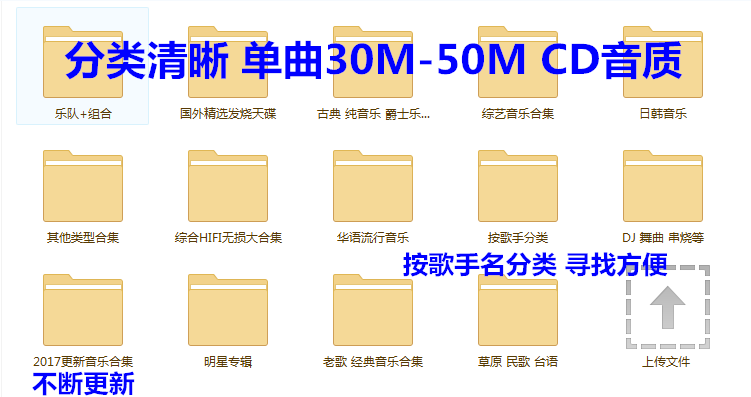 分类清晰 单曲30M-50M CD音质
乐队+组合
国外精选发烧天碟
古典 纯音乐 爵士乐...
综艺音乐合集
日韩音乐
其他类型合集
综合HIFI无损大合集
华语流行音乐
按歌手分类
DJ 舞曲 串烧等
按歌手名分类 寻找方便
2017更新音乐合集
明星专辑
老歌 经典音乐合集
草原 民歌 台语
上传文件
不断更新